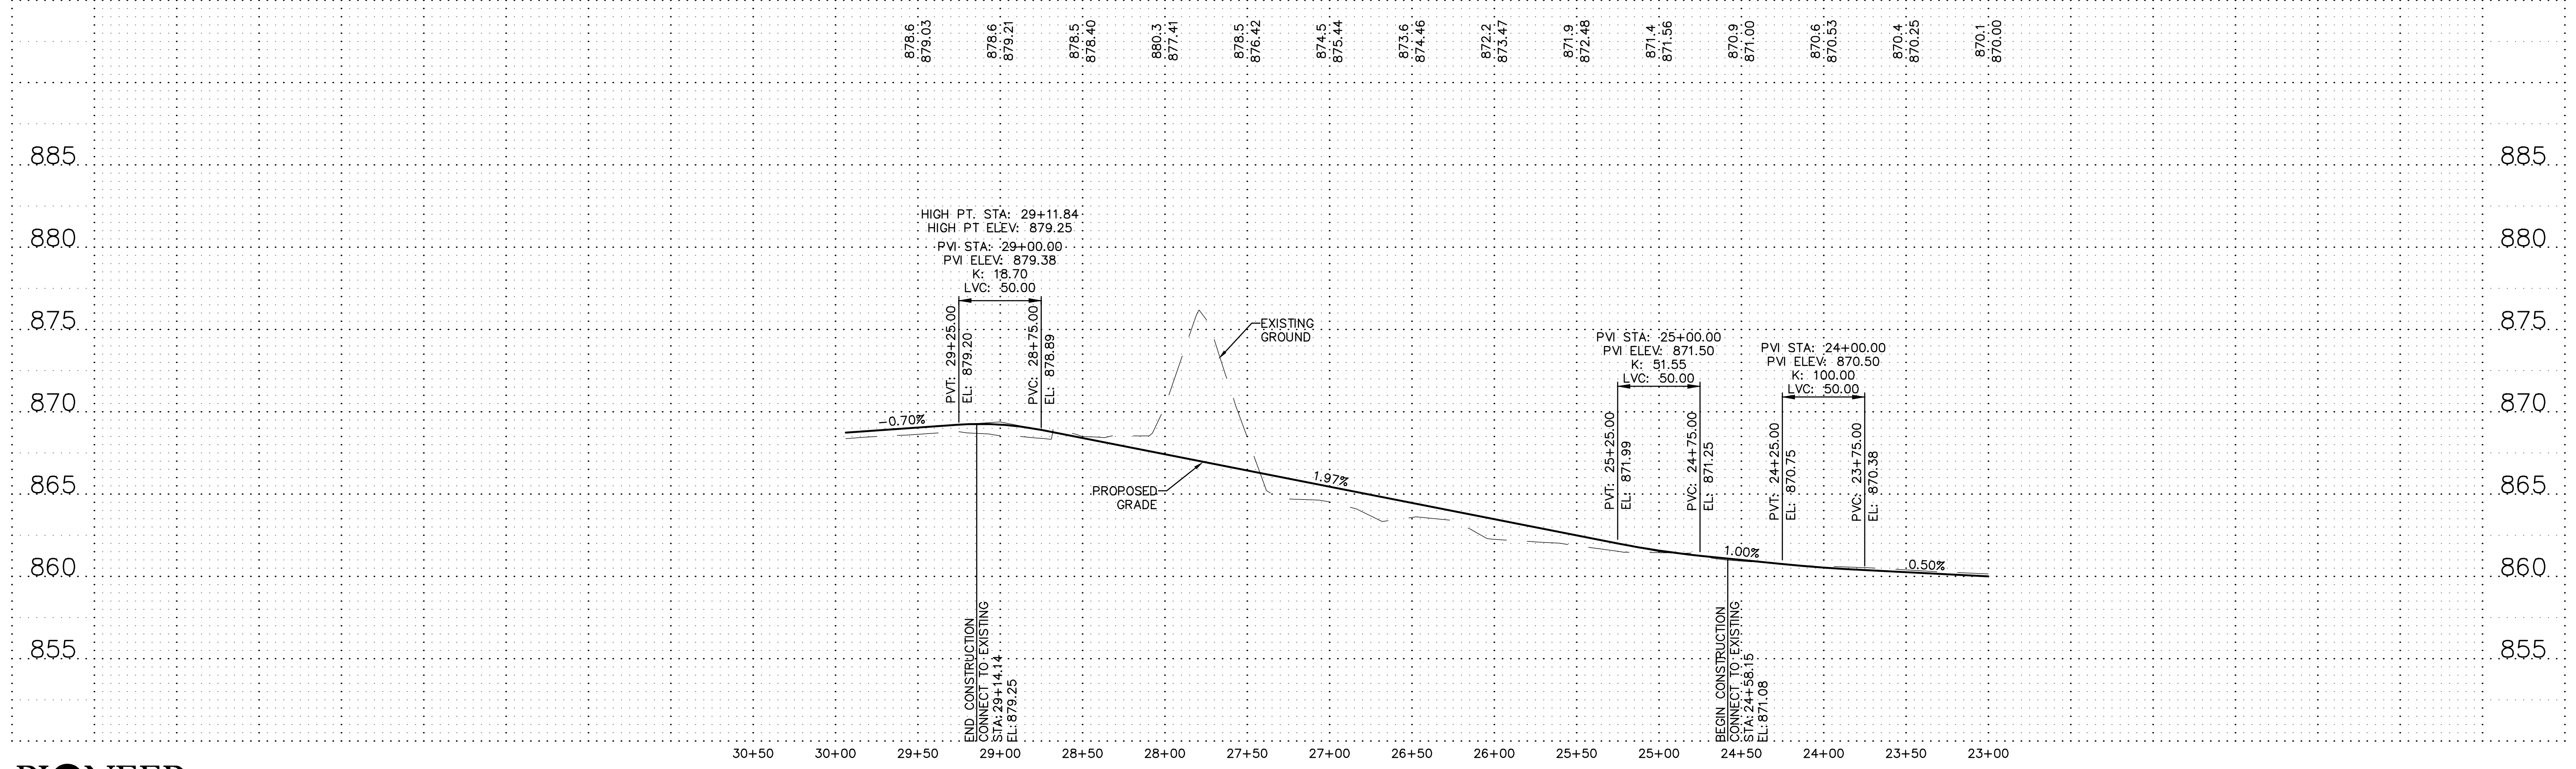 878.6 878.6 878.5 880.3 878.5 874.5 873.6 872.2 871.9 871.4 870.9 870.6 870.4 870.1
879.03 879.21 878.40 877.41 876.42 875.44 874.46 873.47 872.48 871.56 871.00 870.53 870.25 870.00
885 885
HIGH PT. STA: 29+11.84
HIGH PT ELEV: 879.25
880 880
PVI STA: 29+00.00
PVI ELEV: 879.38
K: 18.70
LVC: 50.00
PVT: 29+25.00
EL: 879.20
PVC: 28+75.00
EL: 878.89
875 875
EXISTING
GROUND
PVI STA: 25+00.00
PVI ELEV: 871.50
K: 51.55
LVC: 50.00
PVI STA: 24+00.00
PVI ELEV: 870.50
K: 100.00
LVC: 50.00
870 870
PVT: 25+25.00
EL: 871.99
PVC: 24+75.00
EL: 871.25
PVT: 24+25.00
EL: 870.75
PVC: 23+75.00
EL: 870.38
-0.70%
1.97%
865 865
PROPOSED
GRADE
1.00%
0.50%
860 860
END CONSTRUCTION
CONNECT TO EXISTING
STA:29+14.14
EL:879.25
BEGIN CONSTRUCTION
CONNECT TO EXISTING
STA:24+58.15
EL:871.08
855 855
30+50 30+00 29+50 29+00 28+50 28+00 27+50 27+00 26+50 26+00 25+50 25+00 24+50 24+00 23+50 23+00
PIONEER